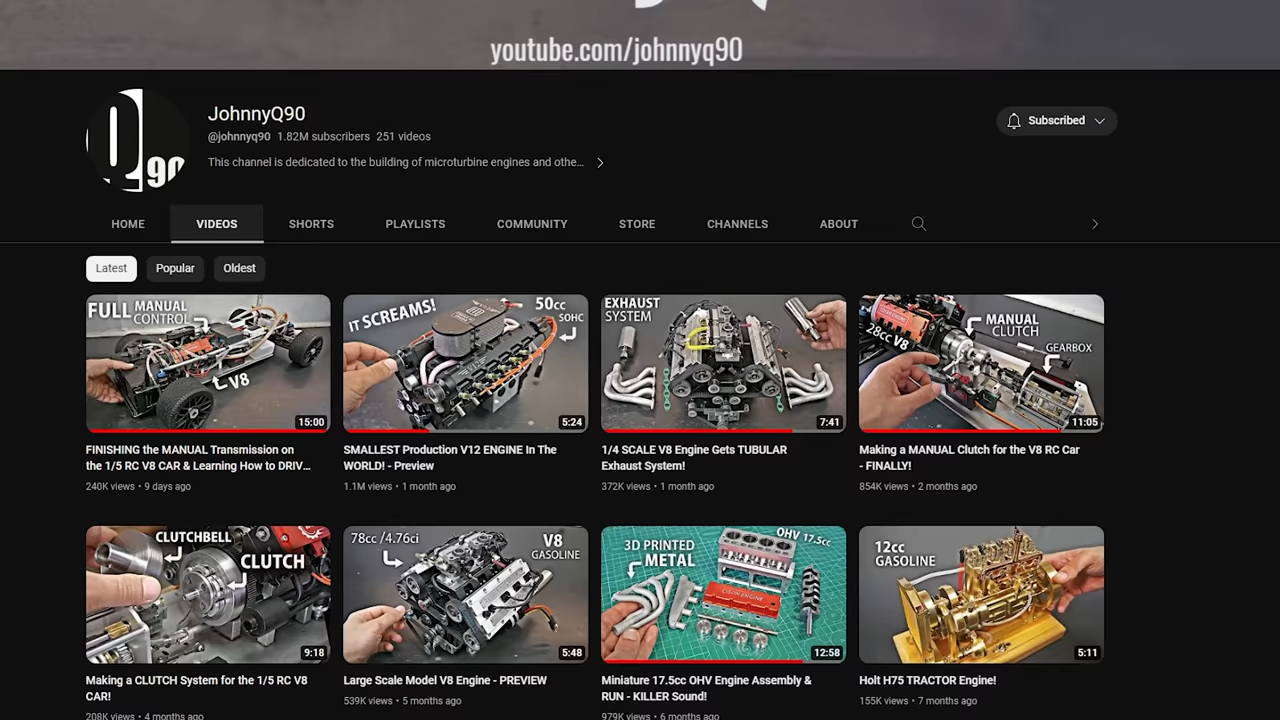 youtube.com/johnnyq90
Q
90
JohnnyQ90
@johnnyq90 1.82M subscribers 251 videos
This channel is dedicated to the building of microturbine engines and othe...
Subscribed
HOME VIDEOS SHORTS PLAYLISTS COMMUNITY STORE CHANNELS ABOUT
Latest Popular Oldest
FULL MANUAL
CONTROL
V8
15:00
IT SCREAMS!
50cc
SOHC
5:24
EXHAUST
SYSTEM
7:41
28cc V8
MANUAL
CLUTCH
GEARBOX
11:05
FINISHING the MANUAL Transmission on
the 1/5 RC V8 CAR & Learning How to DRIV...
240K views • 9 days ago
SMALLEST Production V12 ENGINE In The
WORLD! - Preview
1.1M views • 1 month ago
1/4 SCALE V8 Engine Gets TUBULAR
Exhaust System!
372K views • 1 month ago
Making a MANUAL Clutch for the V8 RC Car
- FINALLY!
854K views • 2 months ago
CLUTCHBELL
CLUTCH
9:18
78cc /4.76ci
V8
GASOLINE
5:48
3D PRINTED
METAL
OHV 17.5cc
CISON ENGINE
12:58
12cc
GASOLINE
5:11
Making a CLUTCH System for the 1/5 RC V8
CAR!
208K views • 4 months ago
Large Scale Model V8 Engine - PREVIEW
539K views • 5 months ago
Miniature 17.5cc OHV Engine Assembly &
RUN - KILLER Sound!
979K views • 6 months ago
Holt H75 TRACTOR Engine!
155K views • 7 months ago